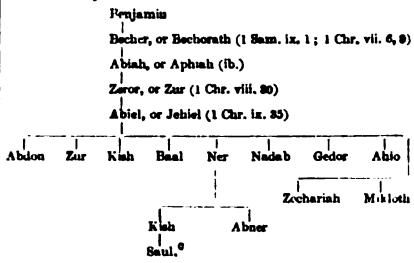 Benjamin
Becher, or Bechorath (1 Sam. ix. 1; 1 Chr. vii. 6, 8)
Abiah, or Aphiah (ib.)
Zeror, or Zur (1 Chr. viii. 30)
Abiel, or Jehiel (1 Chr. ix. 35)
Abdon Zur Kish Baal Ner Nadab Gedor Ahio
Zechariah Mikloth
Kish Abner
Saul.